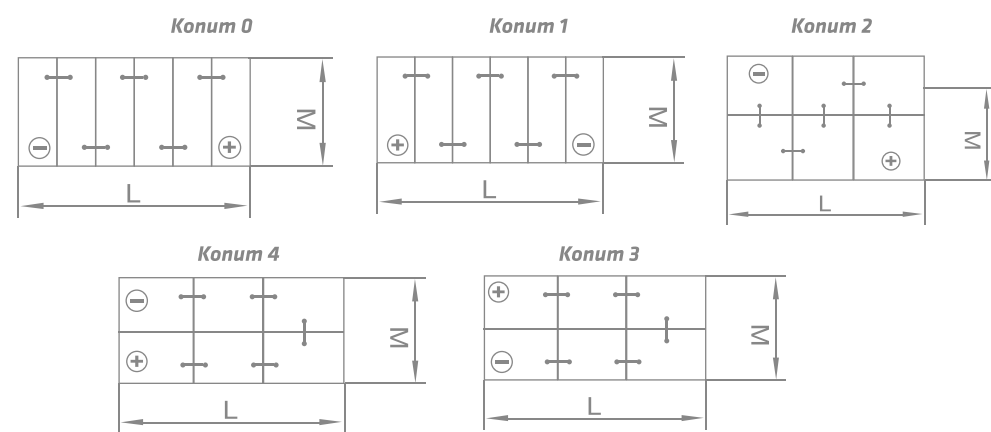 Konum 0
Konum 1
Konum 2
− + M
L
+ − M
L
− + M
L
Konum 4
Konum 3
−
+ M
L
+
− M
L